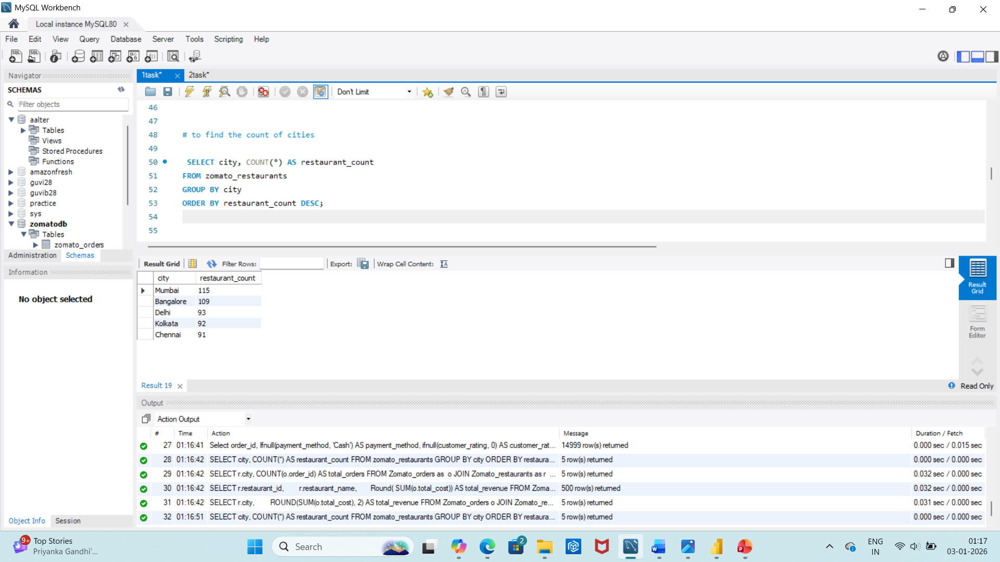 MySQL Workbench
Local instance MySQL80
File Edit View Query Database Server Tools Scripting Help
Navigator
SCHEMAS
Filter objects
aalter
Tables
Views
Stored Procedures
Functions
amazonfresh
guvi28
guvib28
practice
sys
zomatodb
Tables
zomato_orders
Administration Schemas
Information
No object selected
Object Info Session
1task* 2task*
Don't Limit
46
47
48 # to find the count of cities
49
50 SELECT city, COUNT(*) AS restaurant_count
51 FROM zomato_restaurants
52 GROUP BY city
53 ORDER BY restaurant_count DESC;
54
55
Result Grid Filter Rows: Export: Wrap Cell Content:
city restaurant_count
Mumbai 115
Bangalore 109
Delhi 93
Kolkata 92
Chennai 91
Result Grid
Form Editor
Result 19
Read Only
Output
Action Output
# Time Action Message Duration / Fetch
27 01:16:41 Select order_id, Ifnull(payment_method, 'Cash') AS payment_method, ifnull(customer_rating, 0) AS customer_rat... 14999 row(s) returned 0.000 sec / 0.015 sec
28 01:16:42 SELECT city, COUNT(*) AS restaurant_count FROM zomato_restaurants GROUP BY city ORDER BY restaura... 5 row(s) returned 0.000 sec / 0.000 sec
29 01:16:42 SELECT r.city, COUNT(o.order_id) AS total_orders FROM Zomato_orders as o JOIN Zomato_restaurants as r ... 5 row(s) returned 0.032 sec / 0.000 sec
30 01:16:42 SELECT r.restaurant_id, r.restaurant_name, Round( SUM(o.total_cost)) AS total_revenue FROM Zoma... 500 row(s) returned 0.032 sec / 0.000 sec
31 01:16:42 SELECT r.city, ROUND(SUM(o.total_cost), 2) AS total_revenue FROM Zomato_orders o JOIN Zomato_re... 5 row(s) returned 0.031 sec / 0.000 sec
32 01:16:51 SELECT city, COUNT(*) AS restaurant_count FROM zomato_restaurants GROUP BY city ORDER BY restaura... 5 row(s) returned 0.000 sec / 0.000 sec
9+ Top Stories
Priyanka Gandhi'...
Search
2
ENG
IN
01:17
03-01-2026